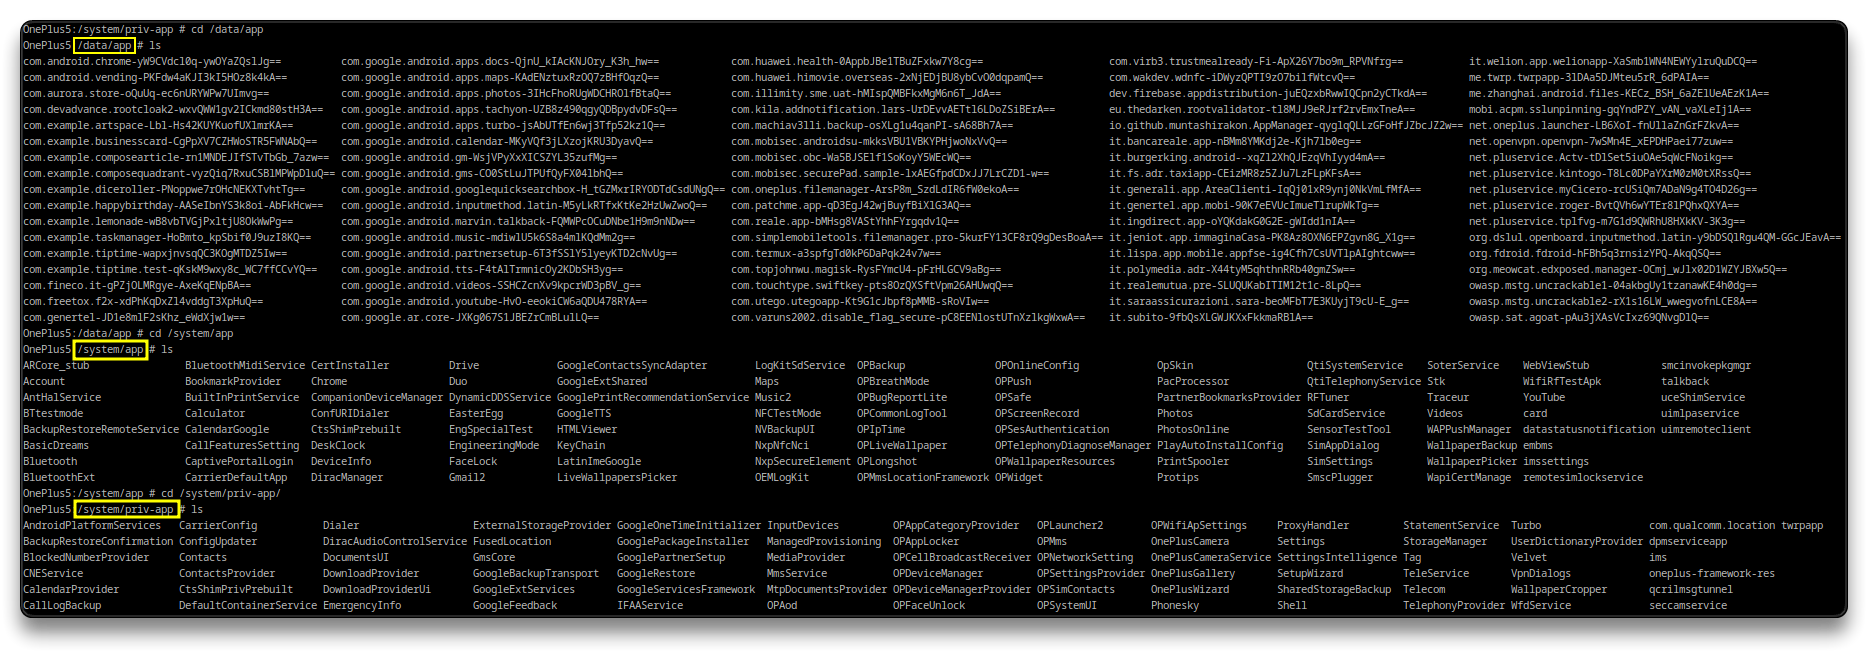 OnePlus5:/system/priv-app # cd /data/app
OnePlus5:/data/app # ls
com.android.chrome-yW9CVdcl0q-ywOYaZQslJg== com.google.android.apps.docs-QjnU_kIAcKNJOry_K3h_hw== com.huawei.health-0AppbJBe1TBuZFxkw7Y8cg== com.virb3.trustmealready-Fi-ApX26Y7bo9m_RPVNfrg== it.welion.app.welionapp-XaSmb1WN4NEWYylruQuDCQ==
com.android.vending-PKFdw4aKJI3kI5HOz8k4kA== com.google.android.apps.maps-KAdENztuxRzOQ7zBHfOqzQ== com.huawei.himovie.overseas-2xNjEDjBU8ybCvO0dqpamQ== com.wakdev.wdnfc-iDWyzQPTI9zO7bilfWtcvQ== me.twrp.twrpapp-3lDAa5DJMteu5rR_6dPAIA==
com.aurora.store-oQuUq-ec6nURYWPw7UImvg== com.google.android.apps.photos-3IHcFhoRUgWDCHROlfBtaQ== com.illimity.sme.uat-hMIspQMBFkxMgM6n6T_JdA== dev.firebase.appdistribution-juEQzxbRwwIQCpn2yCTkdA== me.zhanghai.android.files-KECz_BSH_6aZElUeAEzK1A==
com.devadvance.rootcloak2-wxvQWW1gv2ICkmd80stH3A== com.google.android.apps.tachyon-UZB8z490qgyQDBpydvDFsQ== com.kila.addnotification.lars-UrDEvvAETtl6LDoZSiBErA== eu.thedarken.rootvalidator-tl8MJJ9eRJrf2rvEmxTneA== mobi.acpm.sslunpinning-gqYndPZY_vAN_vaXLeIj1A==
com.example.artspace-Lbl-Hs42KUYKuofUXlmrKA== com.google.android.apps.turbo-jsAbUTfEn6wj3Tfp52kz1Q== com.machiav3lli.backup-osXLg1u4qanPI-sA68Bh7A== io.github.muntashirakon.AppManager-qyglqQLLzGFoHfJZbcJZ2w== net.oneplus.launcher-LB6XoI-fnUllaZnGrFZkvA==
com.example.businesscard-CgPpXV7CZHWoSTR5FWNAbQ== com.google.android.calendar-MKyVQf3jLXzojKRU3DyavQ== com.mobisec.androidsu-mkksVBU1VBKYPHjwoNxVvQ== it.bancareale.app-nBMm8YMKdj2e-Kjh7lb0eg== net.openvpn.openvpn-7wSMn4E_xEPDHPaei77zuw==
com.example.composearticle-rn1MNDEJIfSTvTbGb_7azw== com.google.android.gm-WsjVPyXxXICSZYL35zufMg== com.mobisec.obc-Wa5BJSElf1SoKoyY5WEcWQ== it.burgerking.android--xqZl2XhQJEzqVhIyyd4mA== net.pluservice.Actv-tDlSet5iuOAe5qWcFNoikg==
com.example.composequadrant-vyzQiq7RxuCSBlMPWpDluQ== com.google.android.gms-CO0StLuJTPUfQyFX04lbhQ== com.mobisec.securePad.sample-lxAEGfpdCDxJJ7LrCZD1-w== it.fs.adr.taxiapp-CEizMR8z5ZJu7LzFLpKFsA== net.pluservice.kintogo-T8Lc0DPaYXrM0zM0tXRssQ==
com.example.diceroller-PNoppwe7rOHcNEKXTvhtTg== com.google.android.googlequicksearchbox-H_tGZMxrIRYODTdCsdUNgQ== com.oneplus.filemanager-ArsP8m_SzdLdIR6fW0ekoA== it.generali.app.AreaClienti-IqQj01xR9ynj0NkVmLfMfA== net.pluservice.myCicero-rcUSiQm7ADaN9g4TO4D26g==
com.example.happybirthday-AASeIbnYS3k8oi-AbFkHcw== com.google.android.inputmethod.latin-M5yLkRTfxKtKe2HzUwZwoQ== com.patchme.app-qD3EgJ42wjBuyfBiXlG3AQ== it.genertel.app.mobi-90K7eEVUcImueTlrupWkTg== net.pluservice.roger-BvtQVh6wYTEr8lPQhxQXYA==
com.example.lemonade-wB8vbTVGjPxltjU8OkWwPg== com.google.android.marvin.talkback-FQMWPcOCuDNbe1H9m9nNDw== com.reale.app-bMHsg8VAStYhhFYrgqdv1Q== it.ingdirect.app-oYQKdakG0G2E-gWIdd1nIA== net.pluservice.tplfvg-m7G1d9QWRhU8HXkKV-3K3g==
com.example.taskmanager-HoBmto_kpSbif0J9uzI8KQ== com.google.android.music-mdiwlU5k6S8a4mlKQdMm2g== com.simplemobiletools.filemanager.pro-5kurFY13CF8rQ9gDesBoaA== it.jeniot.app.immaginaCasa-PK8Az8OXN6EPZgvn8G_X1g== org.dslul.openboard.inputmethod.latin-y9bDSQlRgu4QM-GGcJEavA==
com.example.tiptime-wapxjnvsqQC3KOgMTDZ5Iw== com.google.android.partnersetup-6T3fSSlY5lyeyKTD2cNvUg== com.termux-a3spfgTd0kP6DaPqk24v7w== it.lispa.app.mobile.appfse-ig4Cfh7CsUVTlpAIghtcww== org.fdroid.fdroid-hFBh5q3rnsizYPQ-AkqQSQ==
com.example.tiptime.test-qKskM9wxy8c_WC7ffCCvYQ== com.google.android.tts-F4tAlTrmnicOy2KDbSH3yg== com.topjohnwu.magisk-RysFYmcU4-pFrHLGCV9aBg== it.polymedia.adr-X44tyM5qhthnRRb40gmZSw== org.meowcat.edxposed.manager-OCmj_wJlx02D1WZYJBXw5Q==
com.fineco.it-gPZjOLMRgye-AxeKqENpBA== com.google.android.videos-SSHCZcnXv9kpcrWD3pBV_g== com.touchtype.swiftkey-pts8OzQXSftVpm26AHUwqQ== it.realemutua.pre-SLUQUKabITIM12t1c-8LpQ== owasp.mstg.uncrackable1-04akbgUy1tzanawKE4h0dg==
com.freetox.f2x-xdPhKqDxZl4vddgT3XpHuQ== com.google.android.youtube-HvO-eeokiCW6aQDU478RYA== com.utego.utegoapp-Kt9G1cJbpf8pMMB-sRoVIw== it.saraassicurazioni.sara-beoMFbT7E3KUyjT9cU-E_g== owasp.mstg.uncrackable2-rX1s16LW_wwegvofnLCE8A==
com.genertel-JD1e8mlF2sKhz_eWdXjw1w== com.google.ar.core-JXKg067S1JBEZrCmBLulLQ== com.varuns2002.disable_flag_secure-pC8EENlostUTnXzlkgWxwA== it.subito-9fbQsXLGWJKXxFkkmaRBlA== owasp.sat.agoat-pAu3jXAsVcIxz69QNvgDlQ==
OnePlus5:/data/app # cd /system/app
OnePlus5:/system/app # ls
ARCore_stub BluetoothMidiService CertInstaller Drive GoogleContactsSyncAdapter LogKitSdService OPBackup OPOnlineConfig OpSkin QtiSystemService SoterService WebViewStub smcinvokepkgmgr
Account BookmarkProvider Chrome Duo GoogleExtShared Maps OPBreathMode OPPush PacProcessor QtiTelephonyService Stk WifiRfTestApk talkback
AntHalService BuiltInPrintService CompanionDeviceManager DynamicDDSService GooglePrintRecommendationService Music2 OPBugReportLite OPSafe PartnerBookmarksProvider RFTuner Traceur YouTube uceShimService
BTtestmode Calculator ConfURIDialer EasterEgg GoogleTTS NFCTestMode OPCommonLogTool OPScreenRecord Photos SdCardService Videos card uimlpaservice
BackupRestoreRemoteService CalendarGoogle CtsShimPrebuilt EngSpecialTest HTMLViewer NVBackupUI OPIpTime OPSesAuthentication PhotosOnline SensorTestTool WAPPushManager datastatusnotification uimremoteclient
BasicDreams CallFeaturesSetting DeskClock EngineeringMode KeyChain NxpNfcNci OPLiveWallpaper OPTelephonyDiagnoseManager PlayAutoInstallConfig SimAppDialog WallpaperBackup embms
Bluetooth CaptivePortalLogin DeviceInfo FaceLock LatinImeGoogle NxpSecureElement OPLongshot OPWallpaperResources PrintSpooler SimSettings WallpaperPicker imssettings
BluetoothExt CarrierDefaultApp DiracManager Gmail2 LiveWallpapersPicker OEMLogKit OPMmsLocationFramework OPWidget Protips SmscPlugger WapiCertManage remotesimlockservice
OnePlus5:/system/app # cd /system/priv-app/
OnePlus5:/system/priv-app # ls
AndroidPlatformServices CarrierConfig Dialer ExternalStorageProvider GoogleOneTimeInitializer InputDevices OPAppCategoryProvider OPLauncher2 OPWifiApSettings ProxyHandler StatementService Turbo com.qualcomm.location twrpapp
BackupRestoreConfirmation ConfigUpdater DiracAudioControlService FusedLocation GooglePackageInstaller ManagedProvisioning OPAppLocker OPMms OnePlusCamera Settings StorageManager UserDictionaryProvider dpmserviceapp
BlockedNumberProvider Contacts DocumentsUI GmsCore GooglePartnerSetup MediaProvider OPCellBroadcastReceiver OPNetworkSetting OnePlusCameraService SettingsIntelligence Tag Velvet ims
CNEService ContactsProvider DownloadProvider GoogleBackupTransport GoogleRestore MmsService OPDeviceManager OPSettingsProvider OnePlusGallery SetupWizard TeleService VpnDialogs oneplus-framework-res
CalendarProvider CtsShimPrivPrebuilt DownloadProviderUi GoogleExtServices GoogleServicesFramework MtpDocumentsProvider OPDeviceManagerProvider OPSimContacts OnePlusWizard SharedStorageBackup Telecom WallpaperCropper qcrilmsgtunnel
CallLogBackup DefaultContainerService EmergencyInfo GoogleFeedback IFAAService OPAod OPFaceUnlock OPSystemUI Phonesky Shell TelephonyProvider WfdService seccamservice